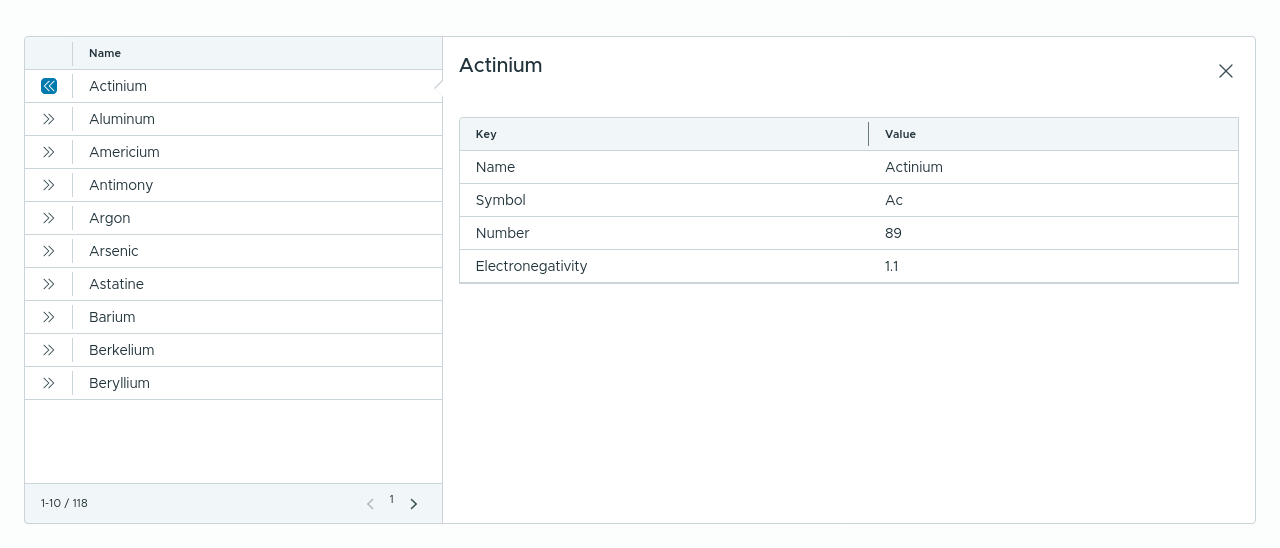 Name
Actinium
Aluminum
Americium
Antimony
Argon
Arsenic
Astatine
Barium
Berkelium
Beryllium
1-10 / 118
1
Actinium
Key Value
Name Actinium
Symbol Ac
Number 89
Electronegativity 1.1